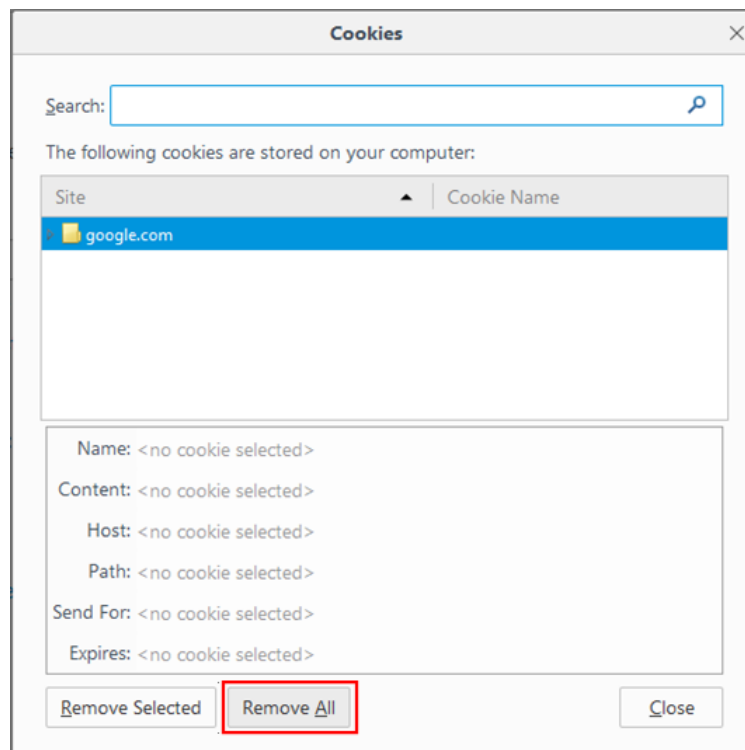 Cookies
Search:
The following cookies are stored on your computer:
Site Cookie Name
google.com
Name: <no cookie selected>
Content: <no cookie selected>
Host: <no cookie selected>
Path: <no cookie selected>
Send For: <no cookie selected>
Expires: <no cookie selected>
Remove Selected Remove All Close